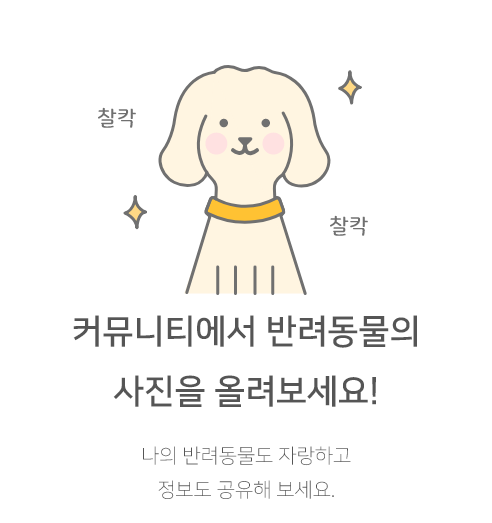 찰칵
찰칵
커뮤니티에서 반려동물의
사진을 올려보세요!
나의 반려동물도 자랑하고
정보도 공유해 보세요.